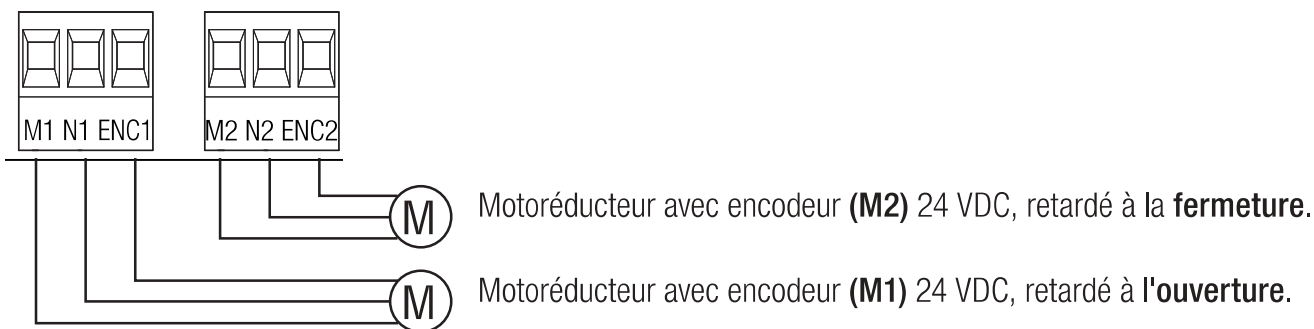 M1 N1 ENC1 M2 N2 ENC2
M Motoréducteur avec encodeur (M2) 24 VDC, retardé à la fermeture.
M Motoréducteur avec encodeur (M1) 24 VDC, retardé à l'ouverture.